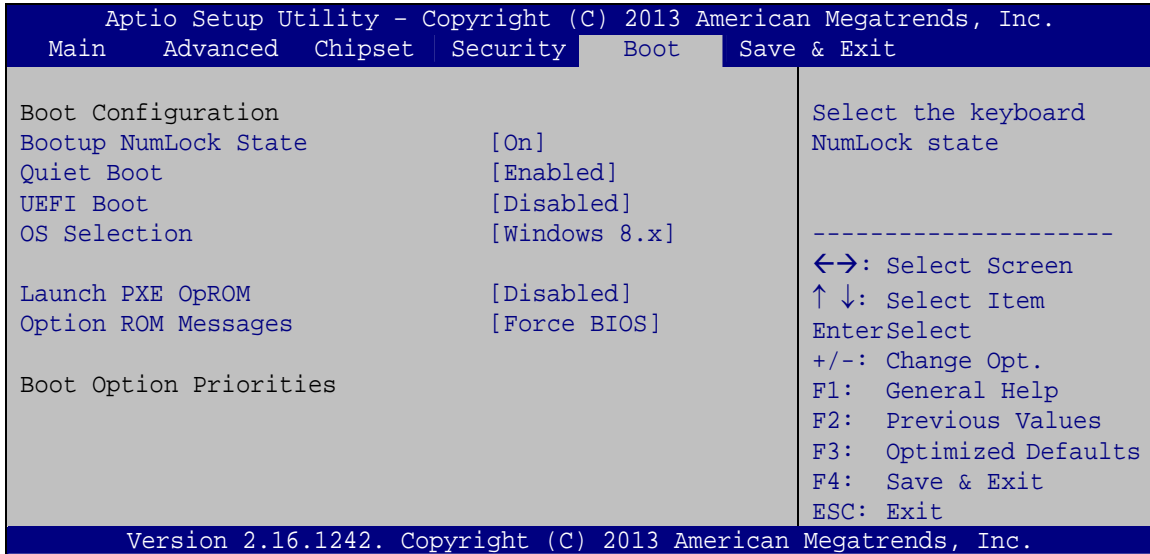 Aptio Setup Utility – Copyright (C) 2013 American Megatrends, Inc.
Main Advanced Chipset Security Boot Save & Exit
Boot Configuration
Bootup NumLock State [On]
Quiet Boot [Enabled]
UEFI Boot [Disabled]
OS Selection [Windows 8.x]
Launch PXE OpROM [Disabled]
Option ROM Messages [Force BIOS]
Boot Option Priorities
Select the keyboard
NumLock state
---------------------
←→: Select Screen
↑ ↓: Select Item
EnterSelect
+/-: Change Opt.
F1: General Help
F2: Previous Values
F3: Optimized Defaults
F4: Save & Exit
ESC: Exit
Version 2.16.1242. Copyright (C) 2013 American Megatrends, Inc.